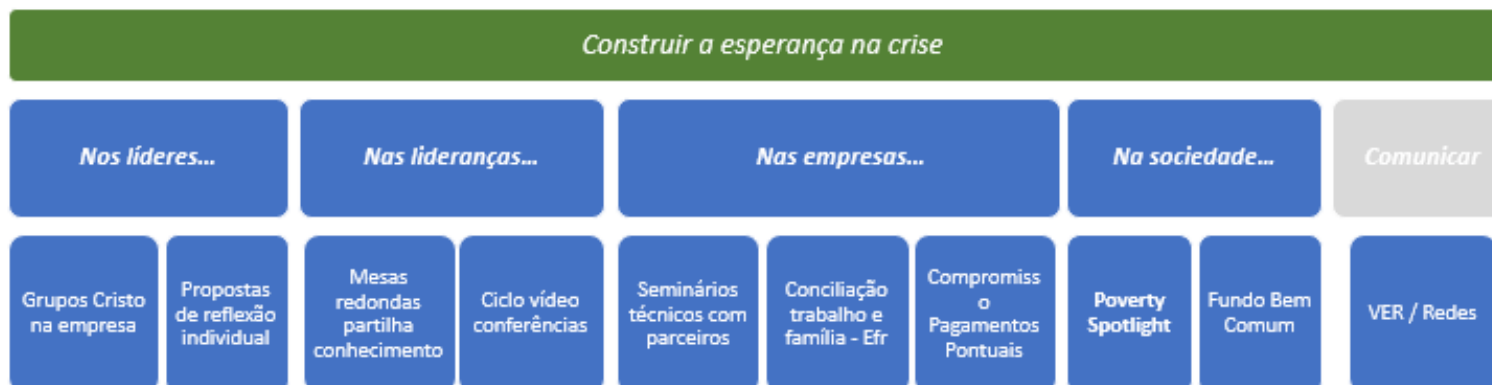 Construir a esperança na crise
Nos líderes...
Nas lideranças...
Nas empresas...
Na sociedade...
Comunicar
Grupos Cristo
na empresa
Propostas
de reflexão
individual
Mesas
redondas
partilha
conhecimento
Ciclo vídeo
conferências
Seminários
técnicos com
parceiros
Conciliação
trabalho e
família - Efr
Compromiss
o
Pagamentos
Pontuais
Poverty
Spotlight
Fundo Bem
Comum
VER / Redes